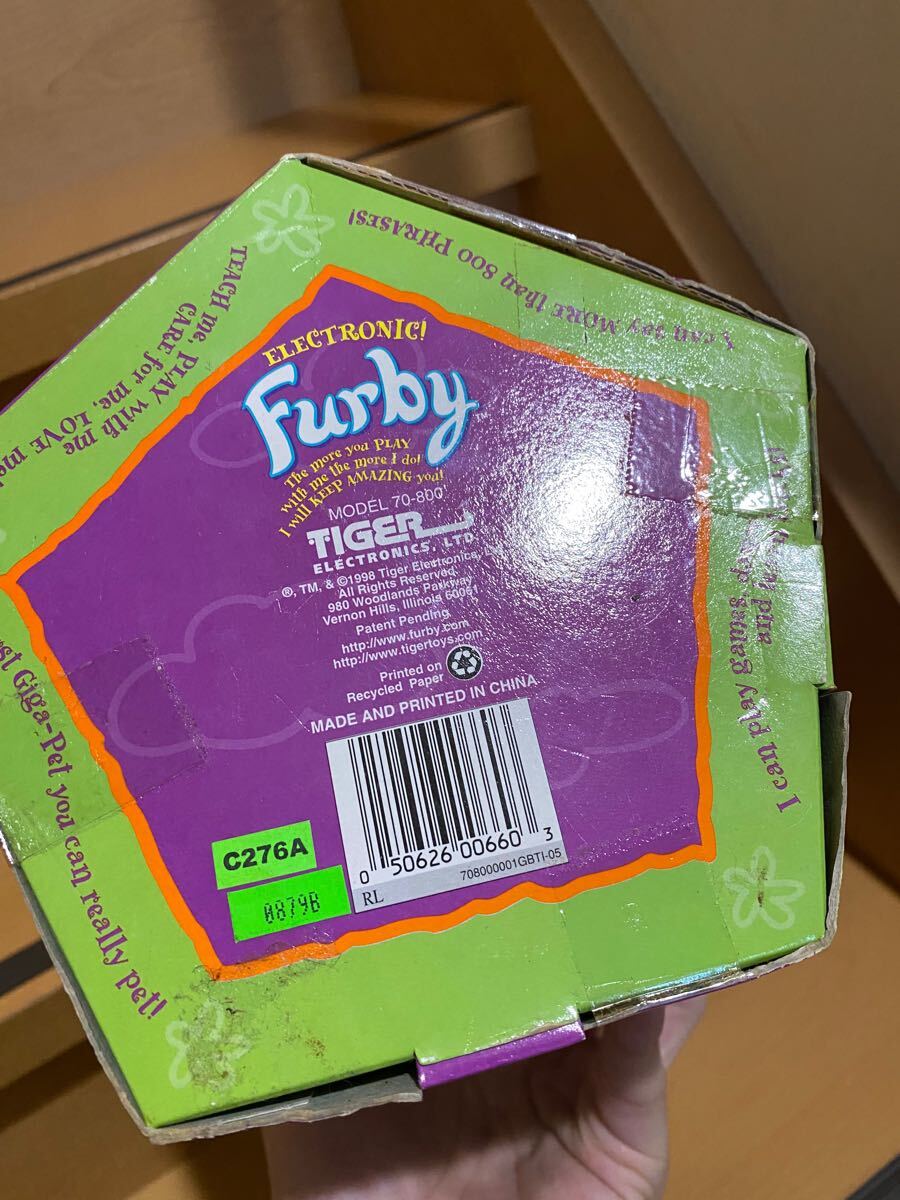 I can say MORE than 800 PHRASES!
TEACH me, PLAY with me
CARE for me, LOVE me
ELECTRONIC!
Furby
The more you PLAY
with me the more I do!
I will KEEP AMAZING you!
MODEL 70-800
TIGER
ELECTRONICS, LTD
®, TM, & ©1998 Tiger Electronics,
All Rights Reserved.
980 Woodlands Parkway
Vernon Hills, Illinois 60061
Patent Pending
http://www.furby.com
http://www.tigertoys.com
Printed on
Recycled Paper
MADE AND PRINTED IN CHINA
0 50626 00660 3
RL
708000001GBTI-05
C276A
0879B
I can play games,
and
Giga-Pet you can really pet!